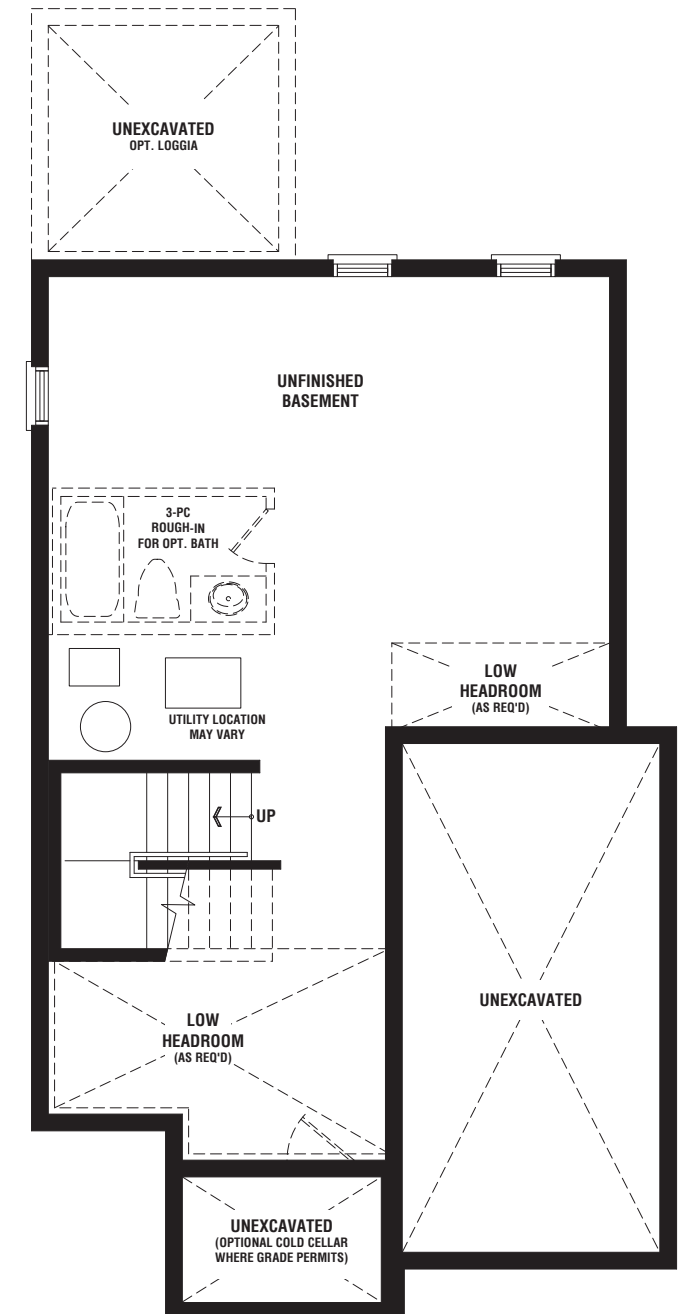 UNEXCAVATED
OPT. LOGGIA
UNFINISHED
BASEMENT
3-PC
ROUGH-IN
FOR OPT. BATH
LOW
HEADROOM
(AS REQ'D)
UTILITY LOCATION
MAY VARY
UP
UNEXCAVATED
LOW
HEADROOM
(AS REQ'D)
UNEXCAVATED
(OPTIONAL COLD CELLAR
WHERE GRADE PERMITS)